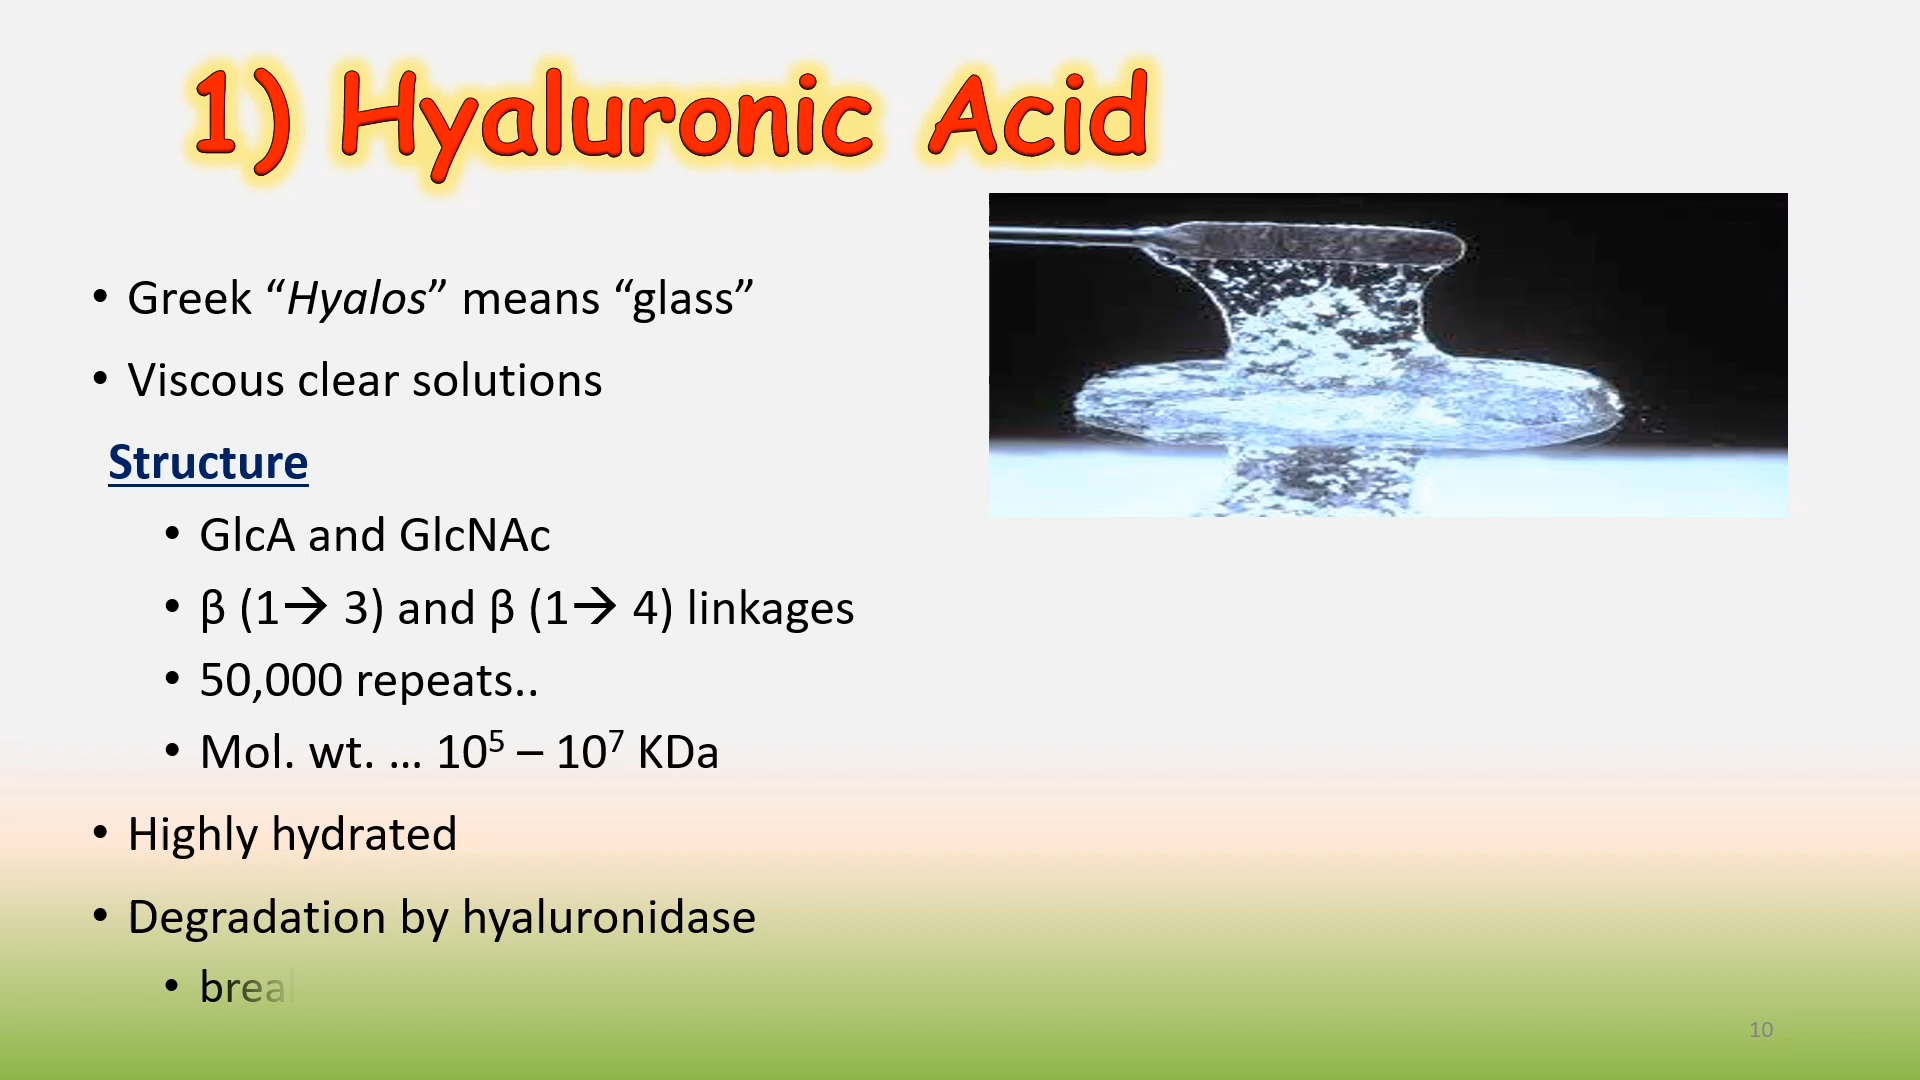 1) Hyaluronic Acid
• Greek “Hyalos” means “glass”
• Viscous clear solutions
Structure
• GlcA and GlcNAc
• β (1→ 3) and β (1→ 4) linkages
• 50,000 repeats..
• Mol. wt. … 10⁵ – 10⁷ KDa
• Highly hydrated
• Degradation by hyaluronidase
10